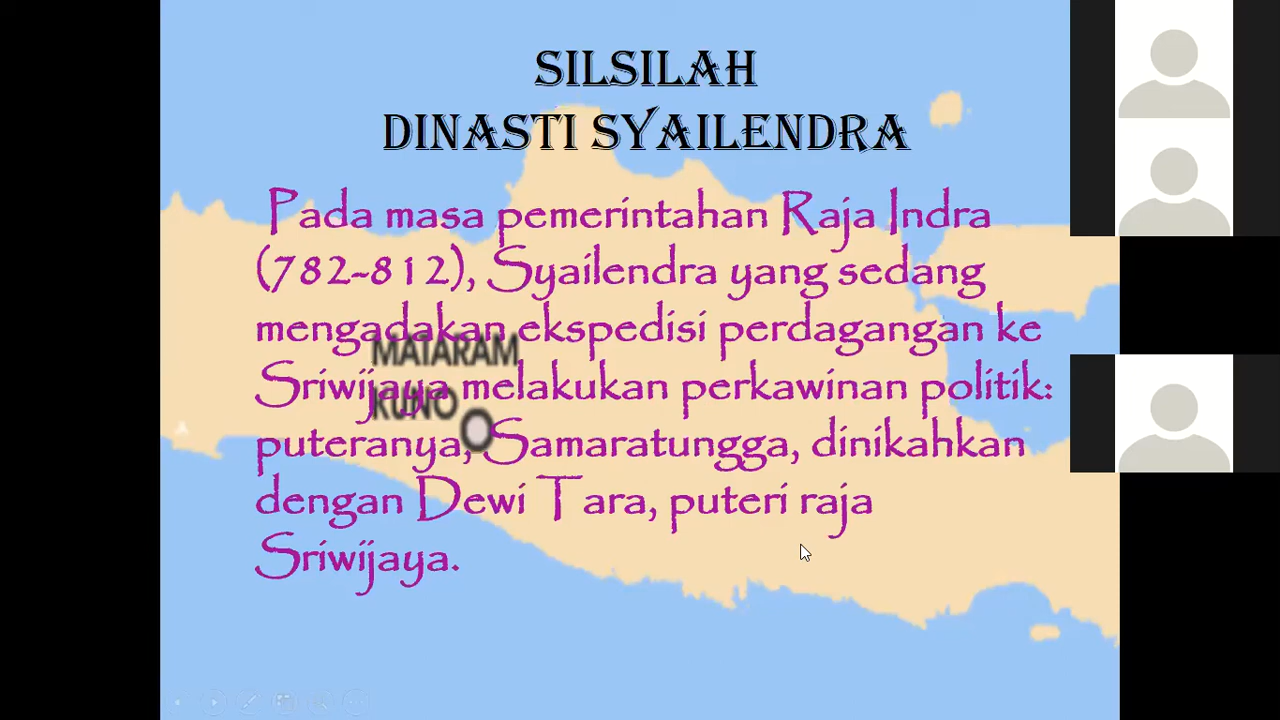 SILSILAH
DINASTI SYAILENDRA
Pada masa pemerintahan Raja Indra
(782-812), Syailendra yang sedang
mengadakan ekspedisi perdagangan ke
Sriwijaya melakukan perkawinan politik:
puteranya, Samaratungga, dinikahkan
dengan Dewi Tara, puteri raja
Sriwijaya.
MATARAM
KUNO